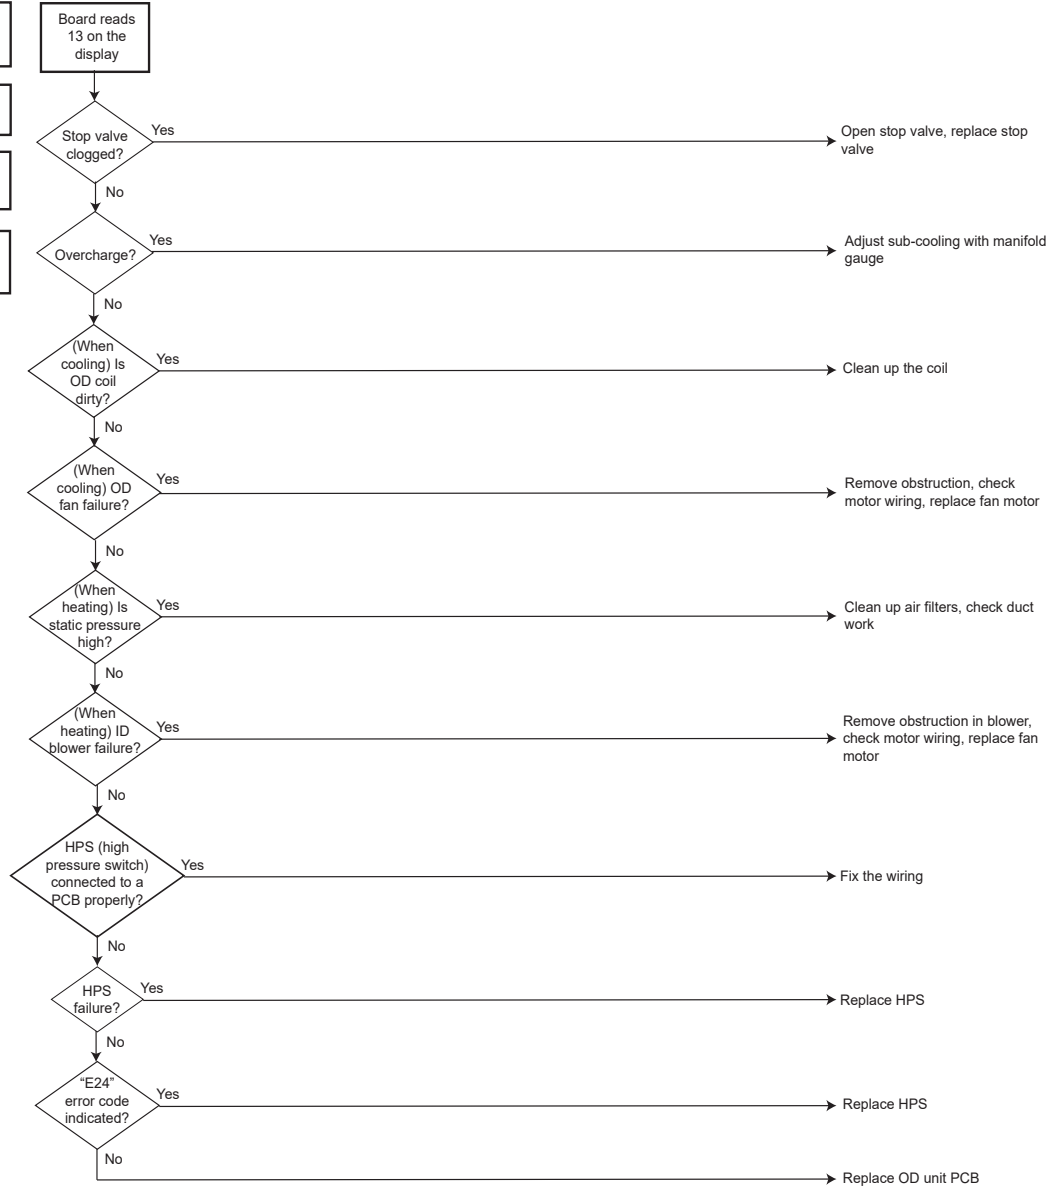 Board reads
13 on the
display
Stop valve
clogged?
Yes
Open stop valve, replace stop
valve
No
Overcharge?
Yes
Adjust sub-cooling with manifold
gauge
No
(When
cooling) Is
OD coil
dirty?
Yes
Clean up the coil
No
(When
cooling) OD
fan failure?
Yes
Remove obstruction, check
motor wiring, replace fan motor
No
(When
heating) Is
static pressure
high?
Yes
Clean up air filters, check duct
work
No
(When
heating) ID
blower failure?
Yes
Remove obstruction in blower,
check motor wiring, replace fan
motor
No
HPS (high
pressure switch)
connected to a
PCB properly?
Yes
Fix the wiring
No
HPS
failure?
Yes
Replace HPS
No
“E24”
error code
indicated?
Yes
Replace HPS
No
Replace OD unit PCB